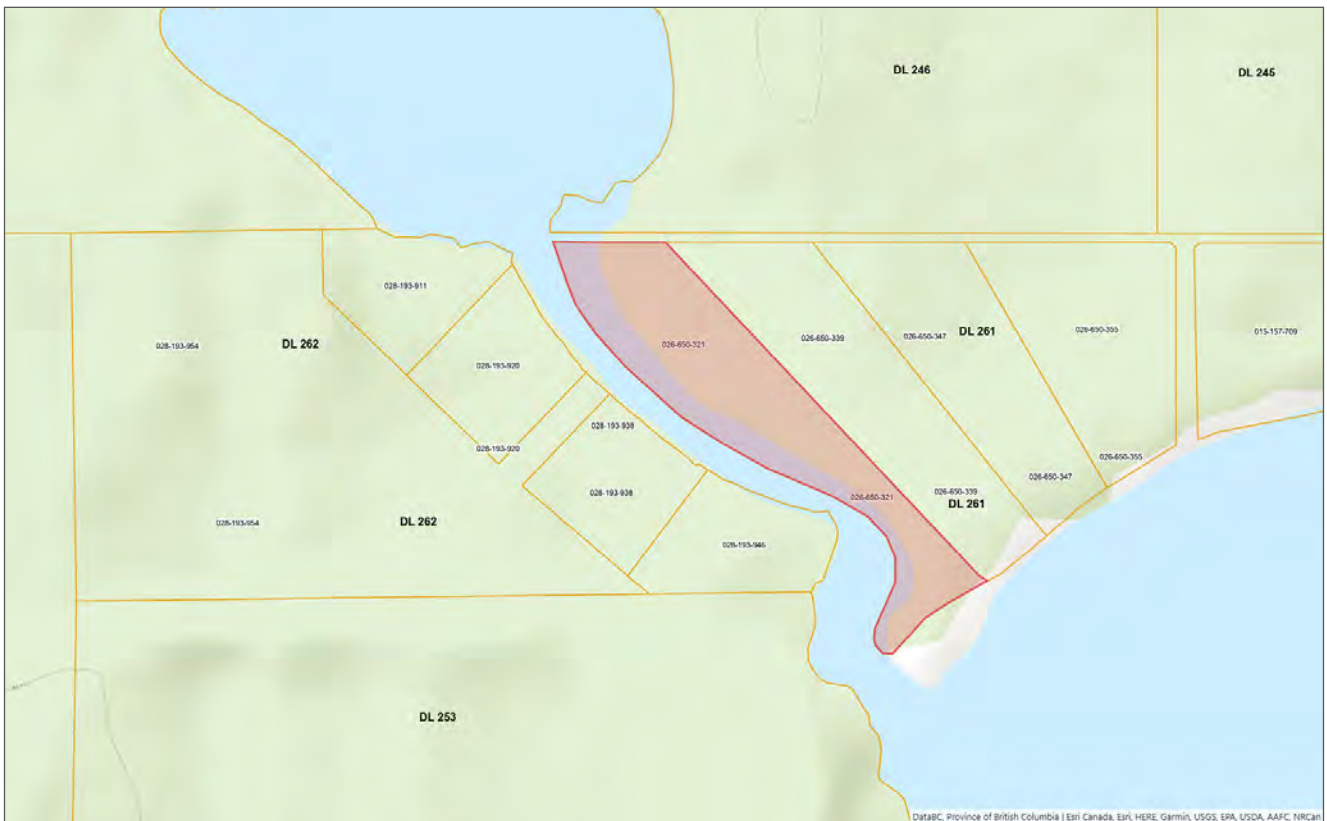 DL 246
DL 245
028-193-911
015-157-709
026-650-355
026-650-347
DL 261
026-650-339
026-650-321
DL 262
028-193-954
028-193-920
028-193-938
028-193-920
026-650-355
026-650-347
028-193-938
026-650-339
026-650-321
DL 261
DL 262
028-193-954
028-193-946
DL 253
DataBC, Province of British Columbia | Esri Canada, Esri, HERE, Garmin, USGS, EPA, USDA, AAFC, NRCan